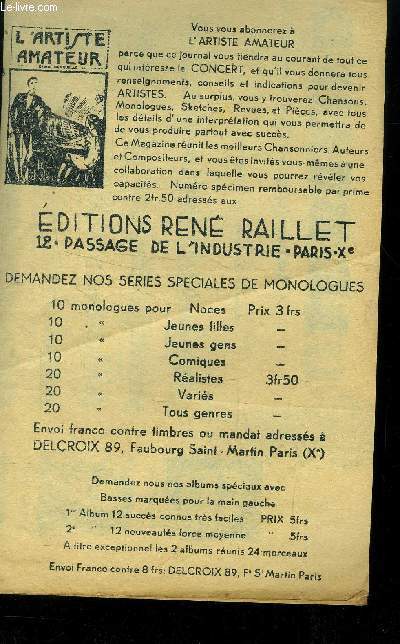 le-livre.com
L'ARTISTE
AMATEUR
Vous vous abonnerez à
L'ARTISTE AMATEUR
parce que ce journal vous tiendra au courant de tout ce
qui intéresse le CONCERT, et qu'il vous donnera tous
renseignements, conseils et indications pour devenir
ARTISTES. Au surplus, vous y trouverez Chansons,
Monologues, Sketches, Revues, et Pièces, avec tous
les détails d'une interprétation qui vous permettra de
de vous produire partout avec succès.
Ce Magazine réunit les meilleurs Chansonniers, Auteurs
et Compositeurs, et vous êtes invités vous-mêmes à une
collaboration dans laquelle vous pourrez révéler vos
capacités. Numéro spécimen remboursable par prime
contre 2fr.50 adressés aux
ÉDITIONS RENÉ RAILLET
12 • PASSAGE DE L'INDUSTRIE • PARIS • Xe
DEMANDEZ NOS SERIES SPECIALES DE MONOLOGUES
10 monologues pour Noces Prix 3 frs
10 " Jeunes filles —
10 " Jeunes gens —
10 " Comiques —
20 " Réalistes 3fr50
20 " Variés —
20 " Tous genres —
Envoi franco contre timbres ou mandat adressés à
DELCROIX 89, Faubourg Saint-Martin Paris (Xe)
Demandez nous nos albums spéciaux avec
Basses marquées pour la main gauche
1er Album 12 succès connus très faciles PRIX 5frs
2e " 12 nouveautés force moyenne " 5frs
A titre exceptionnel les 2 albums réunis 24 morceaux
Envoi Franco contre 8 frs: DELCROIX 89, Fg St Martin Paris